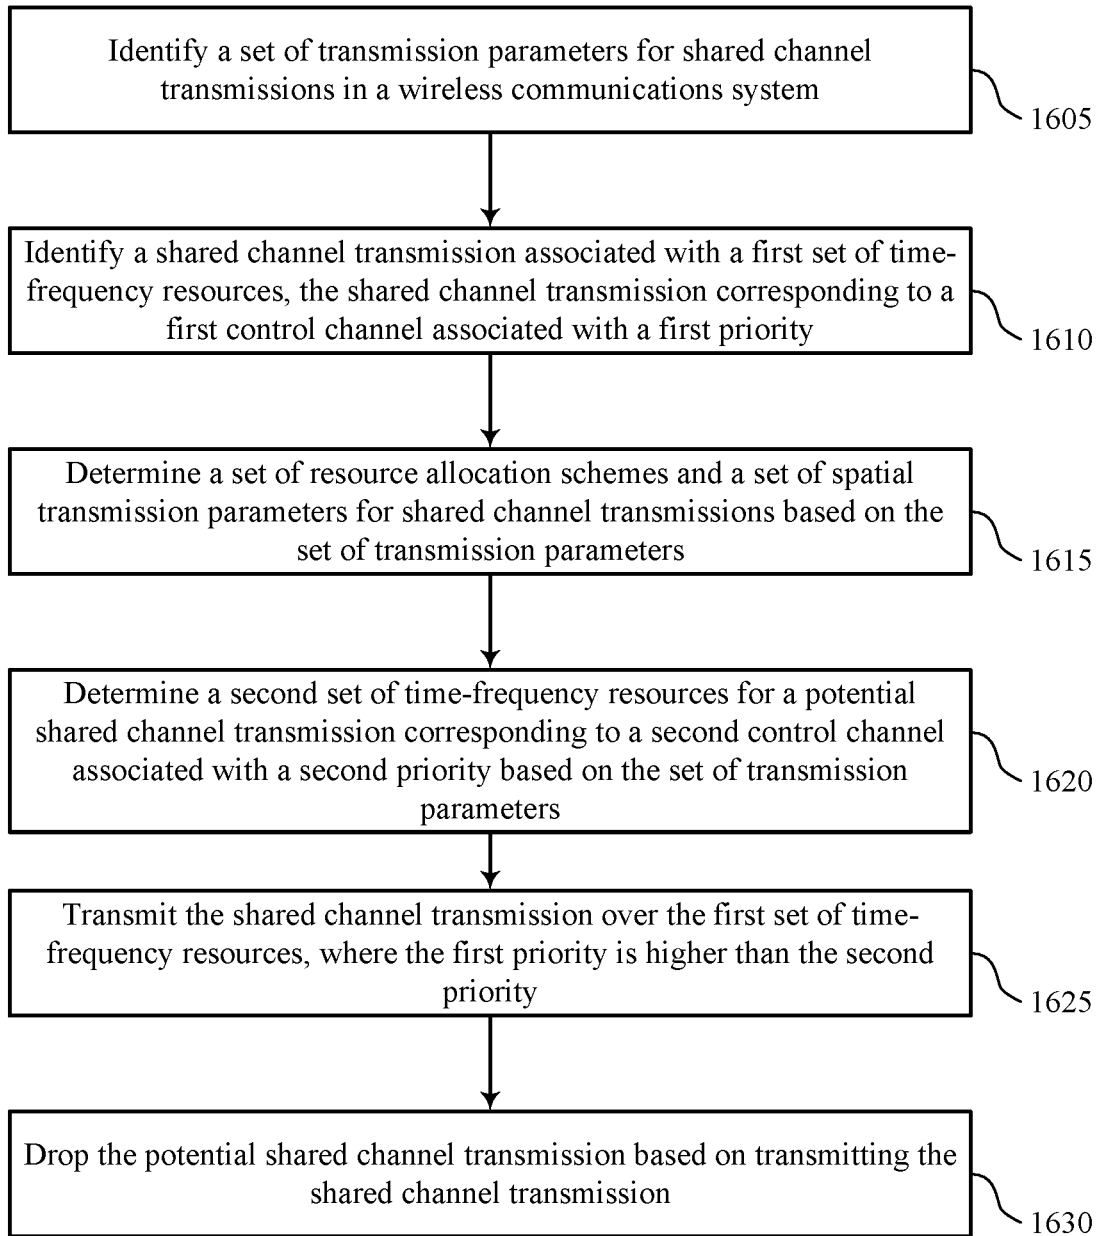 Identify a set of transmission parameters for shared channel
transmissions in a wireless communications system
1605
Identify a shared channel transmission associated with a first set of time-
frequency resources, the shared channel transmission corresponding to a
first control channel associated with a first priority
1610
Determine a set of resource allocation schemes and a set of spatial
transmission parameters for shared channel transmissions based on the
set of transmission parameters
1615
Determine a second set of time-frequency resources for a potential
shared channel transmission corresponding to a second control channel
associated with a second priority based on the set of transmission
parameters
1620
Transmit the shared channel transmission over the first set of time-
frequency resources, where the first priority is higher than the second
priority
1625
Drop the potential shared channel transmission based on transmitting the
shared channel transmission
1630